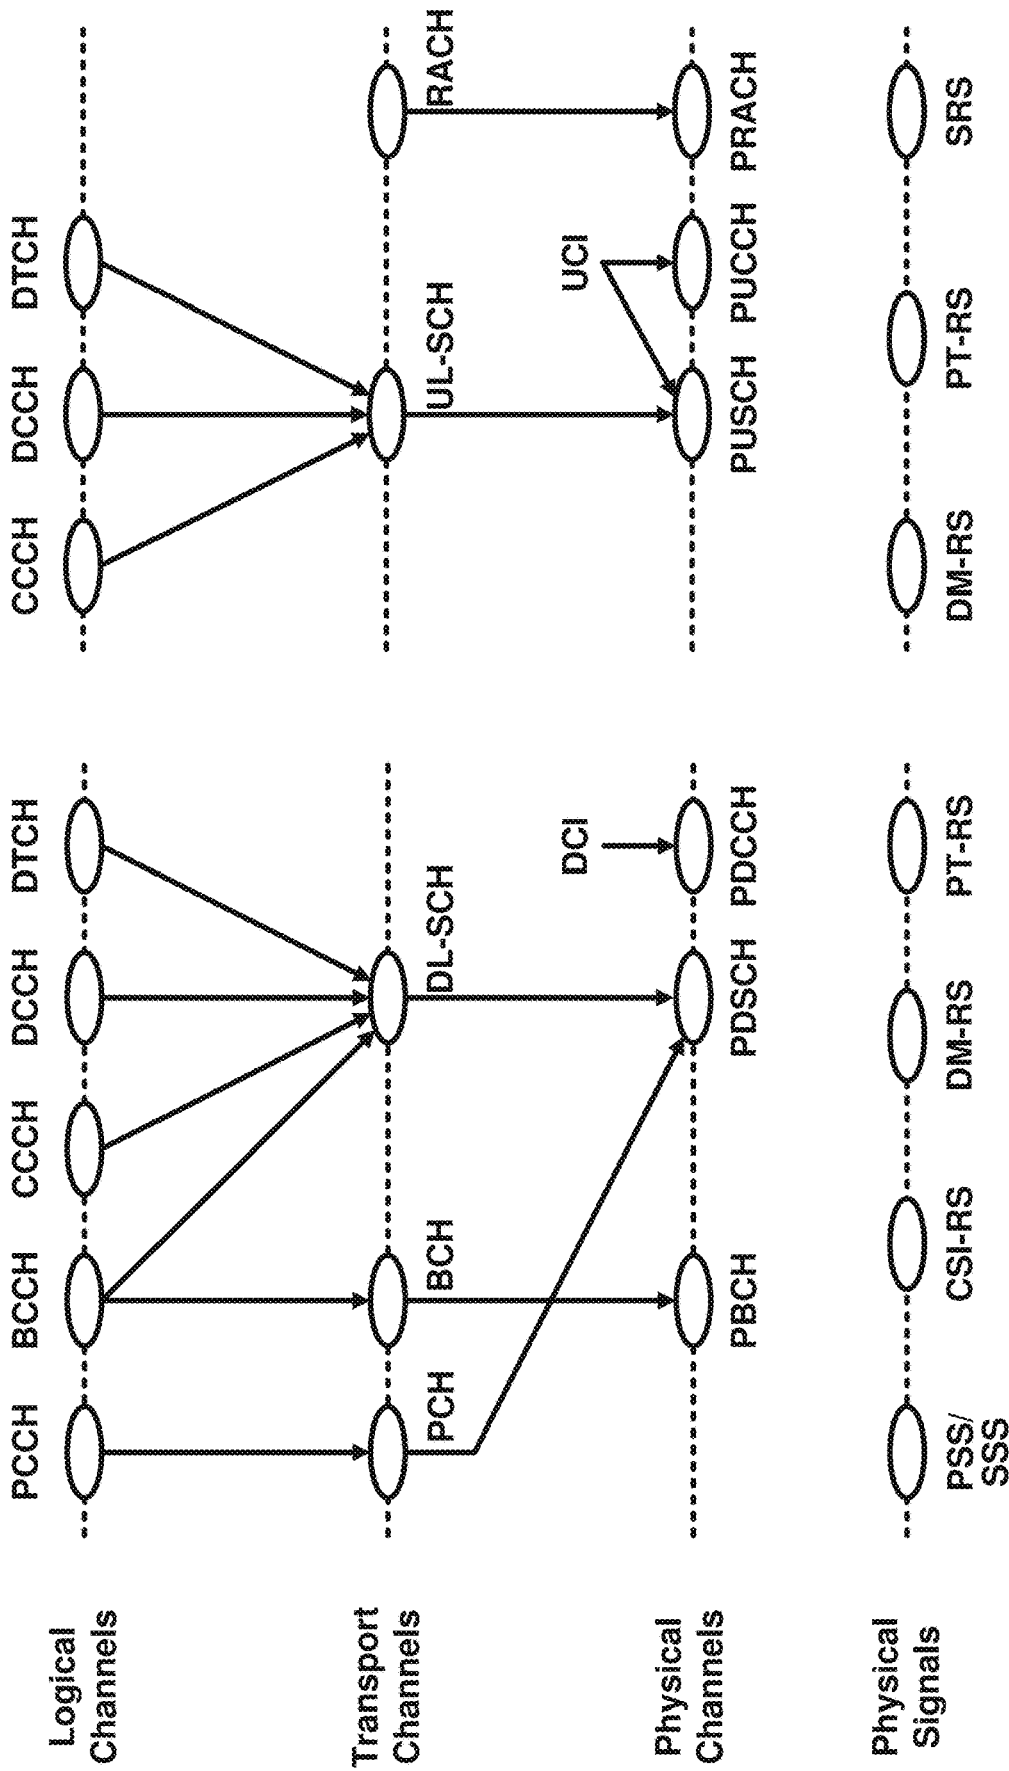 Logical
Channels
PCCH
BCCH
CCCH
DCCH
DTCH
CCCH
DCCH
DTCH
Transport
Channels
PCH
BCH
DL-SCH
UL-SCH
RACH
DCI
UCI
Physical
Channels
PBCH
PDSCH
PDCCH
PUSCH
PUCCH
PRACH
Physical
Signals
PSS/
SSS
CSI-RS
DM-RS
PT-RS
DM-RS
PT-RS
SRS